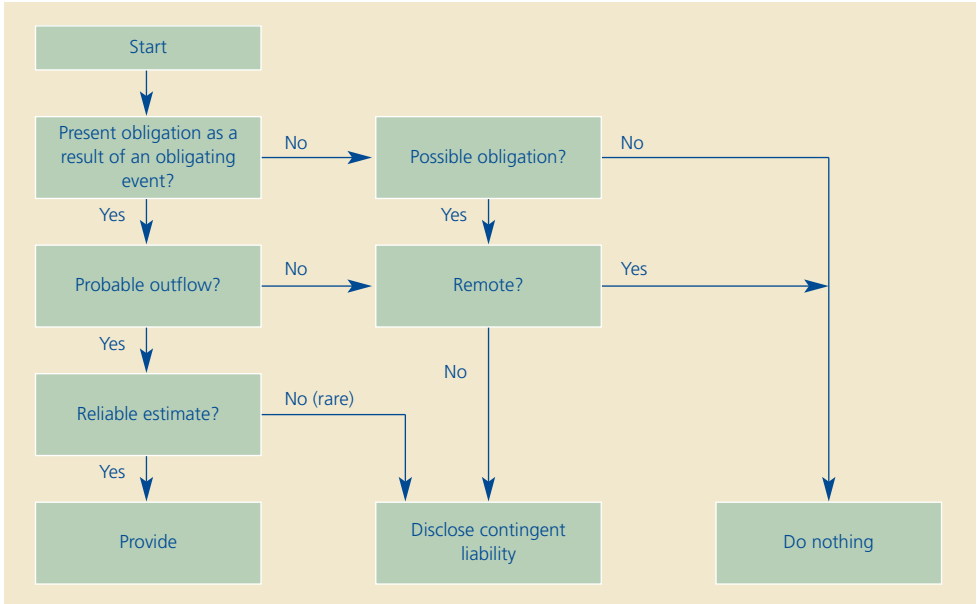 Start
Present obligation as a
result of an obligating
event?
No
Possible obligation?
No
Yes
Yes
Probable outflow?
No
Remote?
Yes
Yes
No
Reliable estimate?
No (rare)
Yes
Provide
Disclose contingent
liability
Do nothing